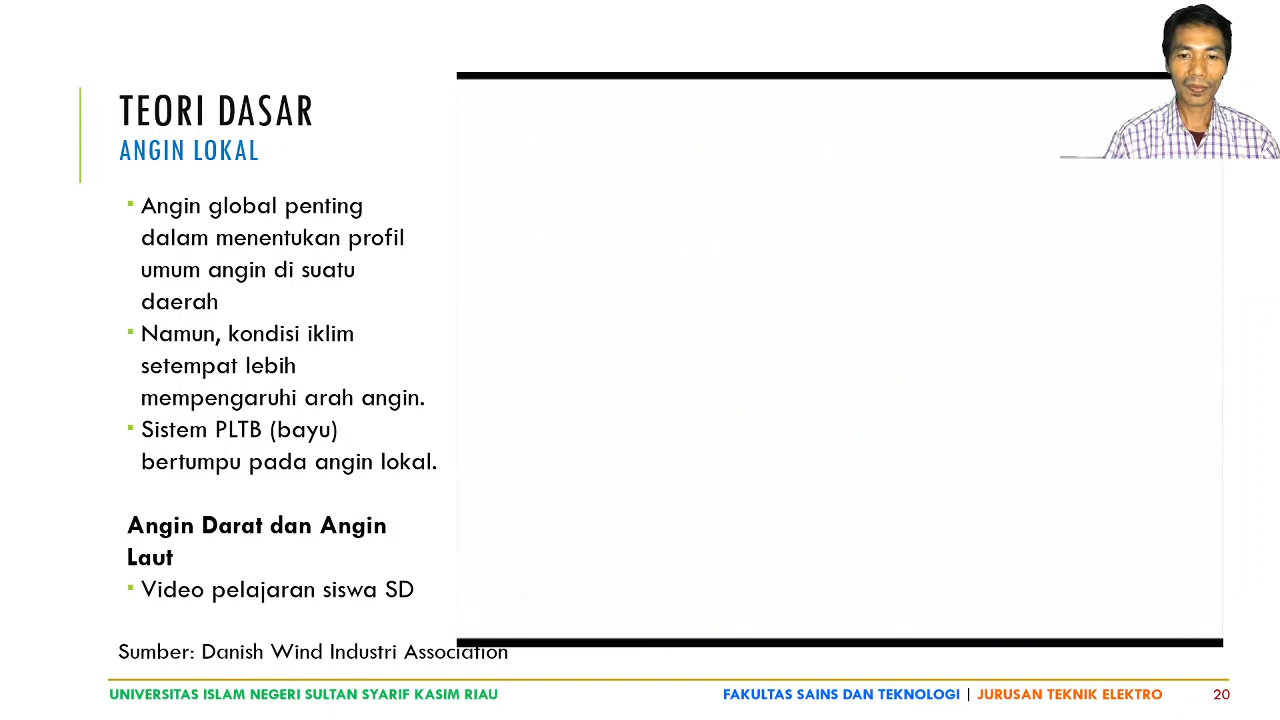 TEORI DASAR
ANGIN LOKAL
Angin global penting
dalam menentukan profil
umum angin di suatu
daerah
Namun, kondisi iklim
setempat lebih
mempengaruhi arah angin.
Sistem PLTB (bayu)
bertumpu pada angin lokal.
Angin Darat dan Angin
Laut
Video pelajaran siswa SD
Sumber: Danish Wind Industri Association
UNIVERSITAS ISLAM NEGERI SULTAN SYARIF KASIM RIAU
FAKULTAS SAINS DAN TEKNOLOGI | JURUSAN TEKNIK ELEKTRO
20